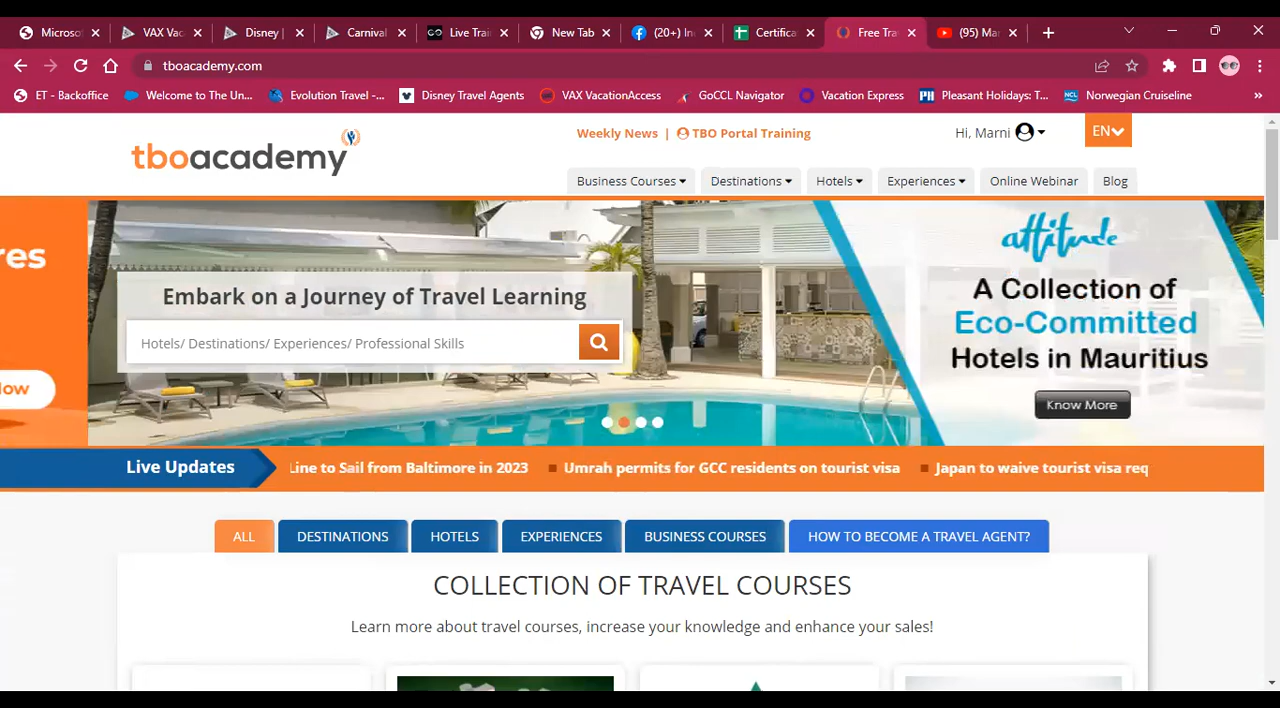 Microso
VAX Vac
Disney |
Carnival
Live Trai
New Tab
(20+) In
Certifica
Free Tra
(95) Ma
tboacademy.com
ET - Backoffice
Welcome to The Un...
Evolution Travel -...
Disney Travel Agents
VAX VacationAccess
GoCCL Navigator
Vacation Express
Pleasant Holidays: T...
Norwegian Cruiseline
»
tboacademy
Weekly News | TBO Portal Training
Hi, Marni
EN
Business Courses
Destinations
Hotels
Experiences
Online Webinar
Blog
res
Embark on a Journey of Travel Learning
Hotels/ Destinations/ Experiences/ Professional Skills
attitude
A Collection of
Eco-Committed
Hotels in Mauritius
Know More
Now
Live Updates
Line to Sail from Baltimore in 2023
Umrah permits for GCC residents on tourist visa
Japan to waive tourist visa req
ALL
DESTINATIONS
HOTELS
EXPERIENCES
BUSINESS COURSES
HOW TO BECOME A TRAVEL AGENT?
COLLECTION OF TRAVEL COURSES
Learn more about travel courses, increase your knowledge and enhance your sales!